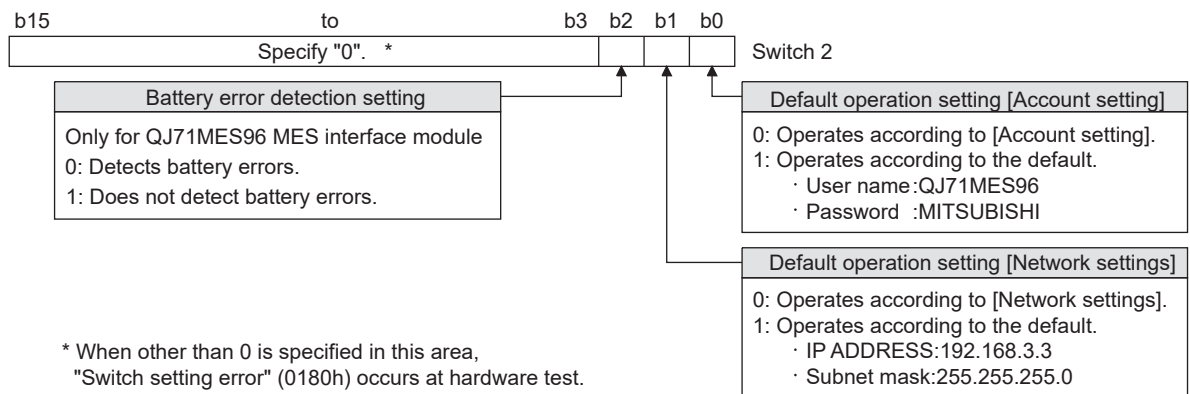 b15 to b3 b2 b1 b0
Specify "0". * Switch 2
Battery error detection setting
Only for QJ71MES96 MES interface module
0: Detects battery errors.
1: Does not detect battery errors.
Default operation setting [Account setting]
0: Operates according to [Account setting].
1: Operates according to the default.
· User name:QJ71MES96
· Password :MITSUBISHI
Default operation setting [Network settings]
0: Operates according to [Network settings].
1: Operates according to the default.
· IP ADDRESS:192.168.3.3
· Subnet mask:255.255.255.0
* When other than 0 is specified in this area,
"Switch setting error" (0180h) occurs at hardware test.